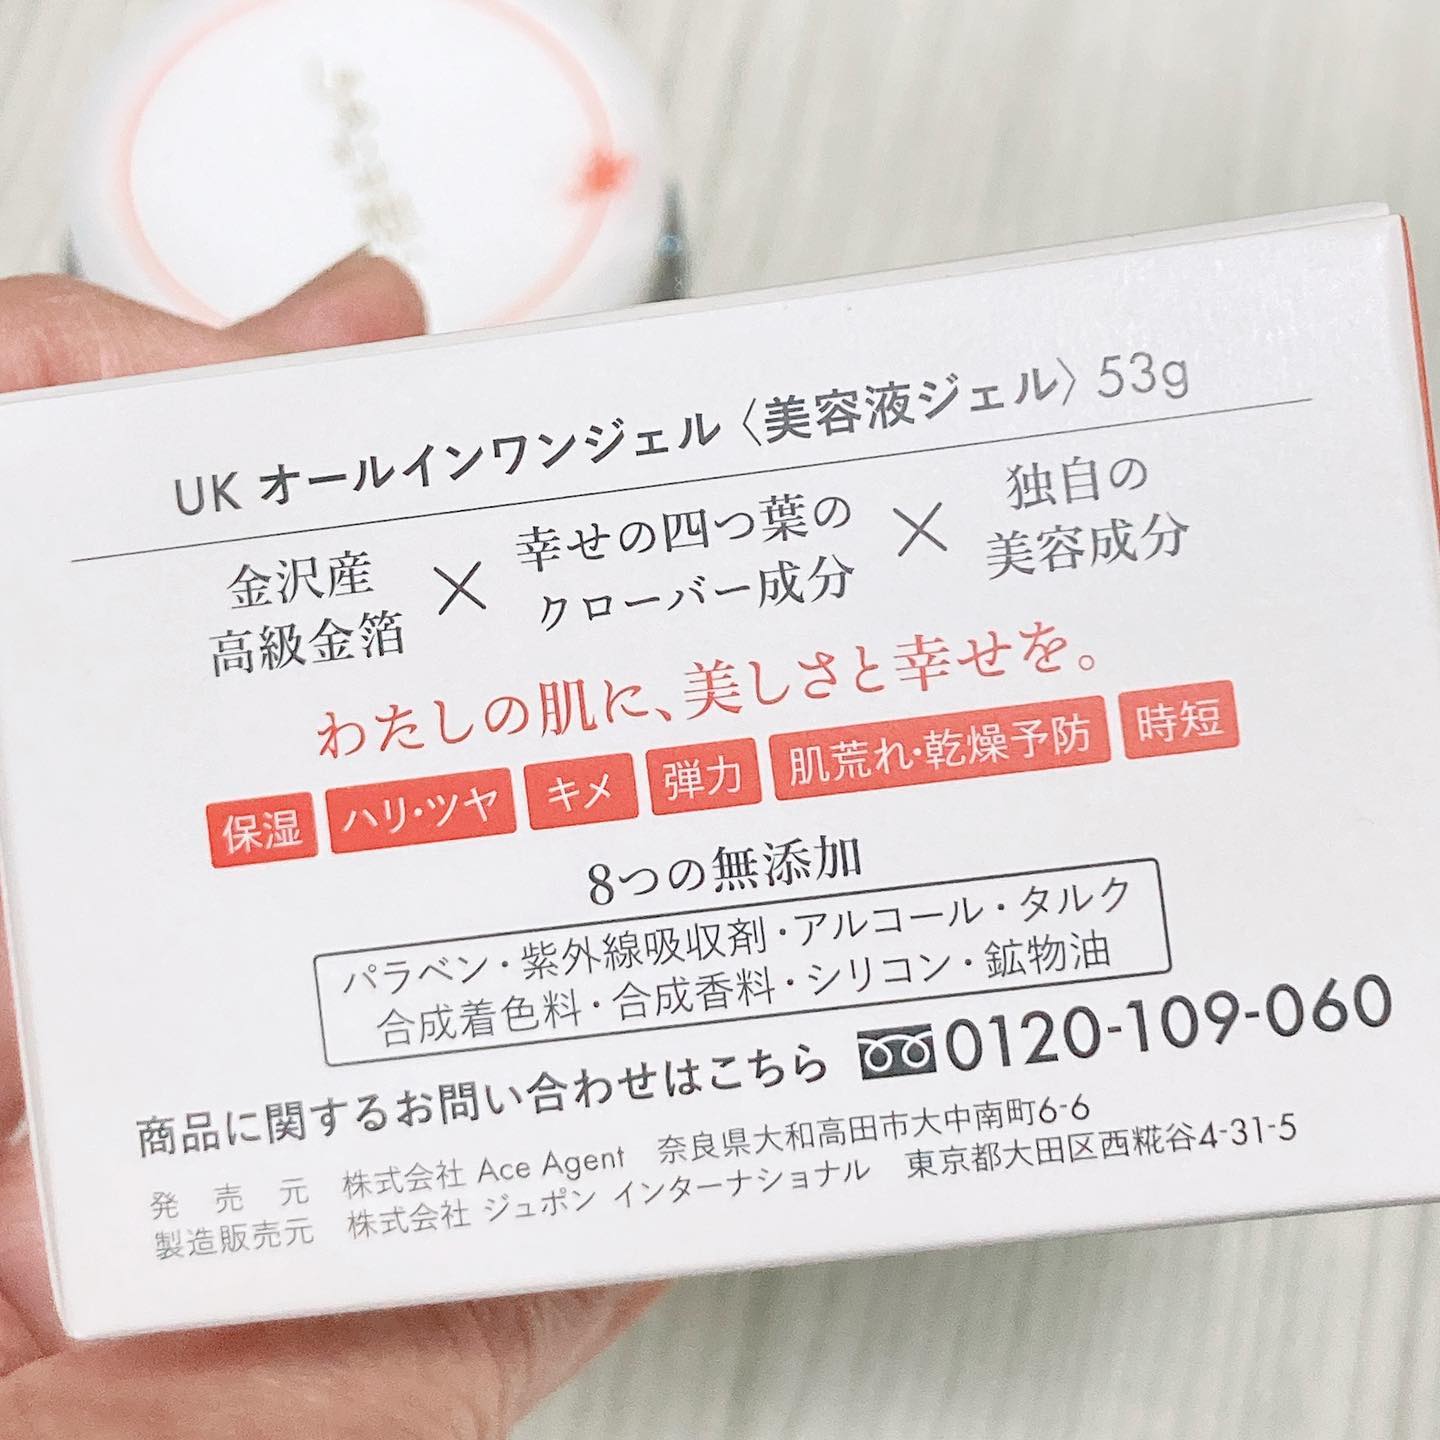 UK オールインワンジェル〈美容液ジェル〉53g
金沢産
高級金箔
×
幸せの四つ葉の
クローバー成分
×
独自の
美容成分
わたしの肌に、美しさと幸せを。
保湿 ハリ・ツヤ キメ 弾力 肌荒れ・乾燥予防 時短
8つの無添加
パラベン・紫外線吸収剤・アルコール・タルク
合成着色料・合成香料・シリコン・鉱物油
商品に関するお問い合わせはこちら 0120-109-060
発売元 株式会社 Ace Agent 奈良県大和高田市大中南町6-6
製造販売元 株式会社 ジュポン インターナショナル 東京都大田区西糀谷4-31-5